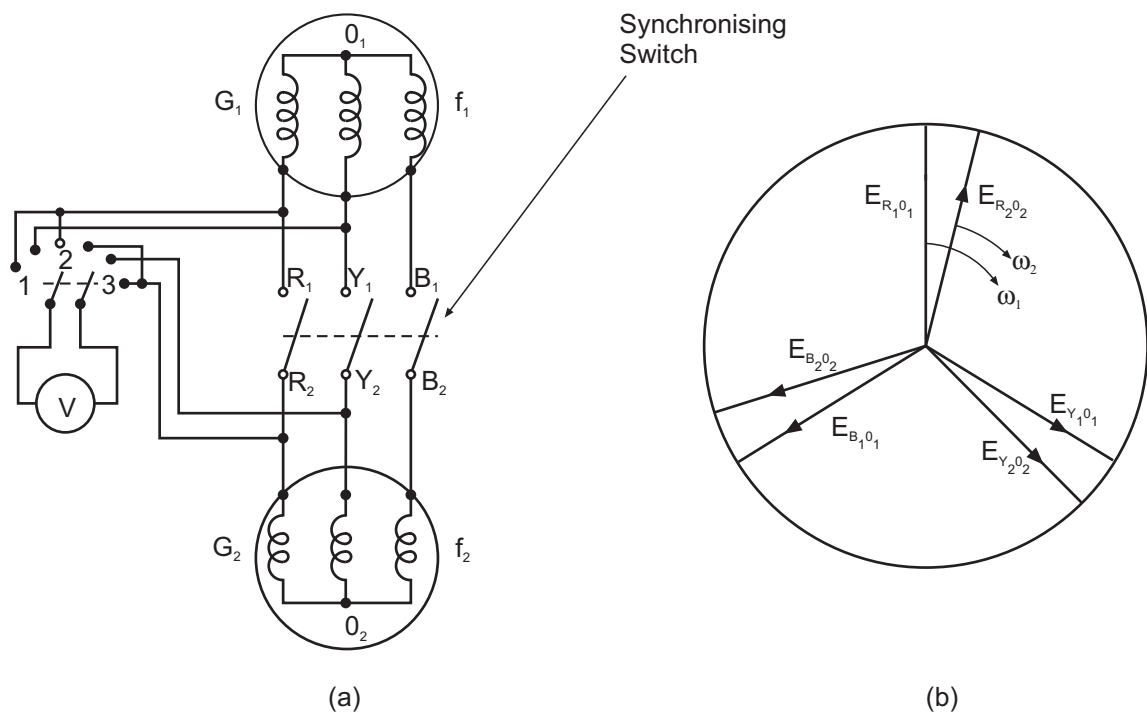 Synchronising
Switch
0₁
G₁
f₁
2
1
3
R₁ Y₁ B₁
V
R₂ Y₂ B₂
G₂
f₂
0₂
(a)
E_R₁0₁
E_R₂0₂
ω₂
ω₁
E_B₂0₂
E_B₁0₁
E_Y₁0₁
E_Y₂0₂
(b)